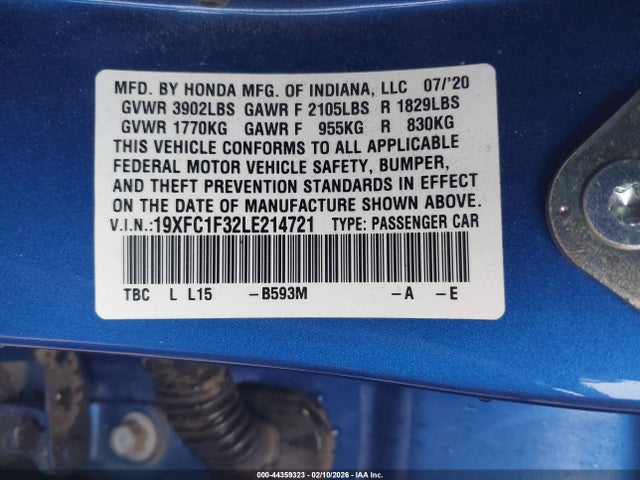 MFD. BY HONDA MFG. OF INDIANA, LLC 07/'20
GVWR 3902LBS GAWR F 2105LBS R 1829LBS
GVWR 1770KG GAWR F 955KG R 830KG
THIS VEHICLE CONFORMS TO ALL APPLICABLE
FEDERAL MOTOR VEHICLE SAFETY, BUMPER,
AND THEFT PREVENTION STANDARDS IN EFFECT
ON THE DATE OF MANUFACTURE SHOWN ABOVE.
V.I.N.:19XFC1F32LE214721 TYPE: PASSENGER CAR
TBC L L15 -B593M -A -E
000-44359323 - 02/10/2026 - IAA Inc.